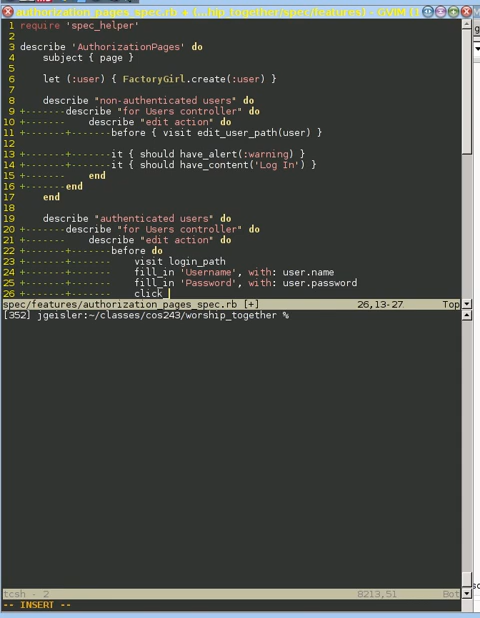 authorization_pages_spec.rb + (...hip_together/spec/features) - GVIM (1
1 require 'spec_helper'
2
3 describe 'AuthorizationPages' do
4     subject { page }
5
6     let (:user) { FactoryGirl.create(:user) }
7
8     describe "non-authenticated users" do
9 +-------describe "for Users controller" do
10 +-------    describe "edit action" do
11 +-------+-------before { visit edit_user_path(user) }
12
13 +-------+-------it { should have_alert(:warning) }
14 +-------+-------it { should have_content('Log In') }
15 +-------    end
16 +-------end
17     end
18
19     describe "authenticated users" do
20 +-------describe "for Users controller" do
21 +-------    describe "edit action" do
22 +-------+-------before do
23 +-------+-------    visit login_path
24 +-------+-------    fill_in 'Username', with: user.name
25 +-------+-------    fill_in 'Password', with: user.password
26 +-------+-------    click
spec/features/authorization_pages_spec.rb [+] 26,13-27 Top
[352] jgeisler:~/classes/cos243/worship_together %
tcsh - 2 8213,51 Bot
-- INSERT --